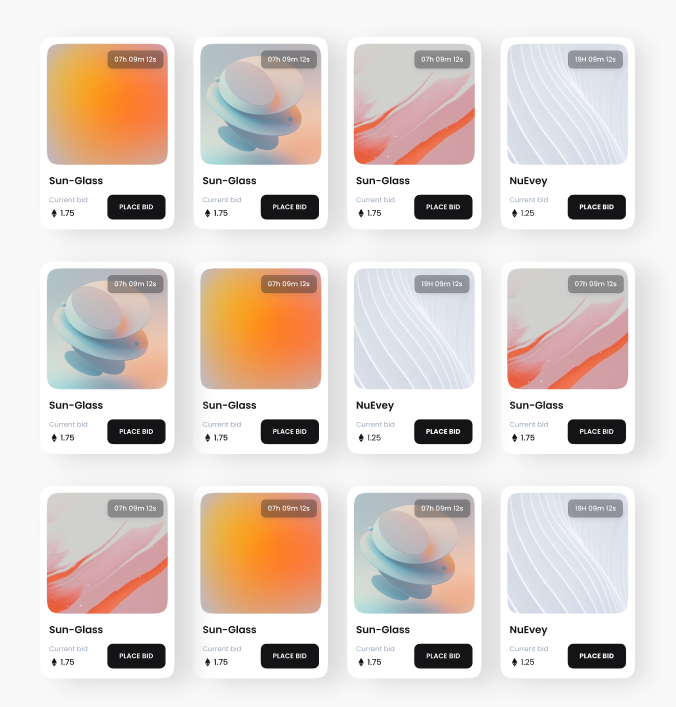 07h 09m 12s
07h 09m 12s
07h 09m 12s
19H 09m 12s
Sun-Glass
Sun-Glass
Sun-Glass
NuEvey
Current bid
1.75
PLACE BID
Current bid
1.75
PLACE BID
Current bid
1.75
PLACE BID
Current bid
1.25
PLACE BID
07h 09m 12s
07h 09m 12s
19H 09m 12s
07h 09m 12s
Sun-Glass
Sun-Glass
NuEvey
Sun-Glass
Current bid
1.75
PLACE BID
Current bid
1.75
PLACE BID
Current bid
1.25
PLACE BID
Current bid
1.75
PLACE BID
07h 09m 12s
07h 09m 12s
07h 09m 12s
19H 09m 12s
Sun-Glass
Sun-Glass
Sun-Glass
NuEvey
Current bid
1.75
PLACE BID
Current bid
1.75
PLACE BID
Current bid
1.75
PLACE BID
Current bid
1.25
PLACE BID